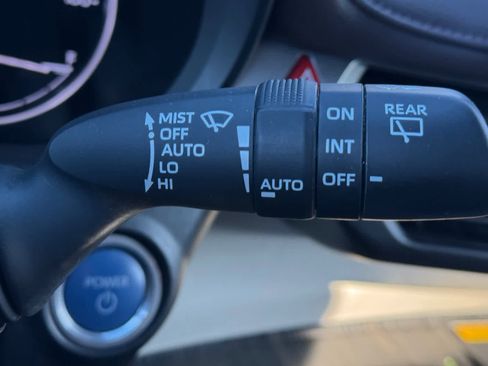 MIST
OFF
AUTO
LO
HI
AUTO
ON
INT
OFF
REAR
POWER